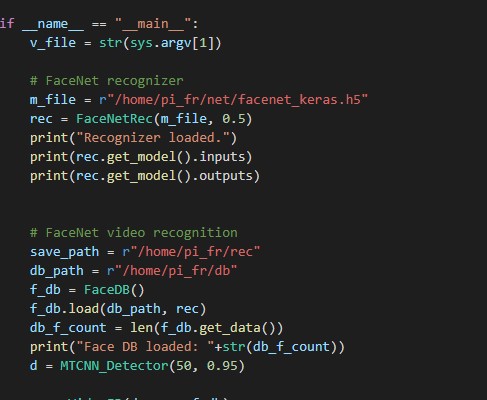 if __name__ == "__main__":
    v_file = str(sys.argv[1])

    # FaceNet recognizer
    m_file = r"/home/pi_fr/net/facenet_keras.h5"
    rec = FaceNetRec(m_file, 0.5)
    print("Recognizer loaded.")
    print(rec.get_model().inputs)
    print(rec.get_model().outputs)


    # FaceNet video recognition
    save_path = r"/home/pi_fr/rec"
    db_path = r"/home/pi_fr/db"
    f_db = FaceDB()
    f_db.load(db_path, rec)
    db_f_count = len(f_db.get_data())
    print("Face DB loaded: "+str(db_f_count))
    d = MTCNN_Detector(50, 0.95)